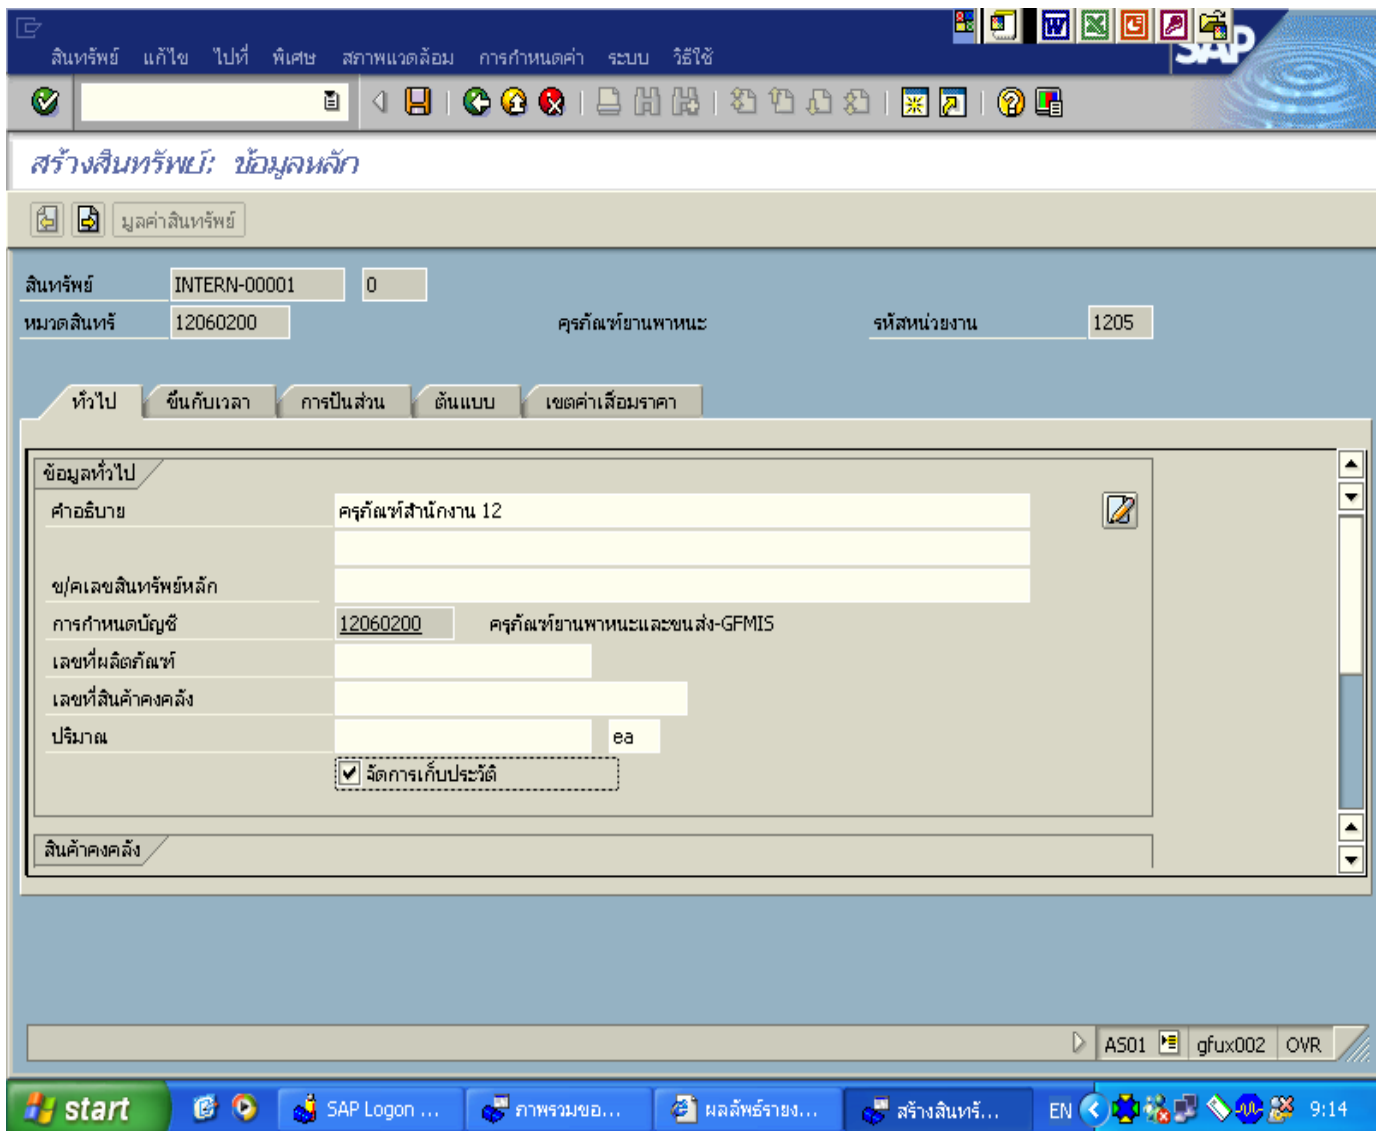 สินทรัพย์ แก้ไข ไปที่ พิเศษ สภาพแวดล้อม การกำหนดค่า ระบบ วิธีใช้
SAP
สร้างสินทรัพย์: ข้อมูลหลัก
มูลค่าสินทรัพย์
สินทรัพย์ INTERN-00001 0
หมวดสินทรั 12060200 คุรภัณฑ์ยานพาหนะ รหัสหน่วยงาน 1205
ทั่วไป ขึ้นกับเวลา การปันส่วน ต้นแบบ เขตค่าเสื่อมราคา
ข้อมูลทั่วไป
คำอธิบาย ครุภัณฑ์สำนักงาน 12
ข/คเลขสินทรัพย์หลัก
การกำหนดบัญชี 12060200 ครุภัณฑ์ยานพาหนะและขนส่ง-GFMIS
เลขที่ผลิตภัณฑ์
เลขที่สินค้าคงคลัง
ปริมาณ ea
จัดการเก็บประวัติ
สินค้าคงคลัง
AS01 gfux002 OVR
start SAP Logon ... ภาพรวมขอ... ผลลัพธ์รายง... สร้างสินทรั... EN 9:14